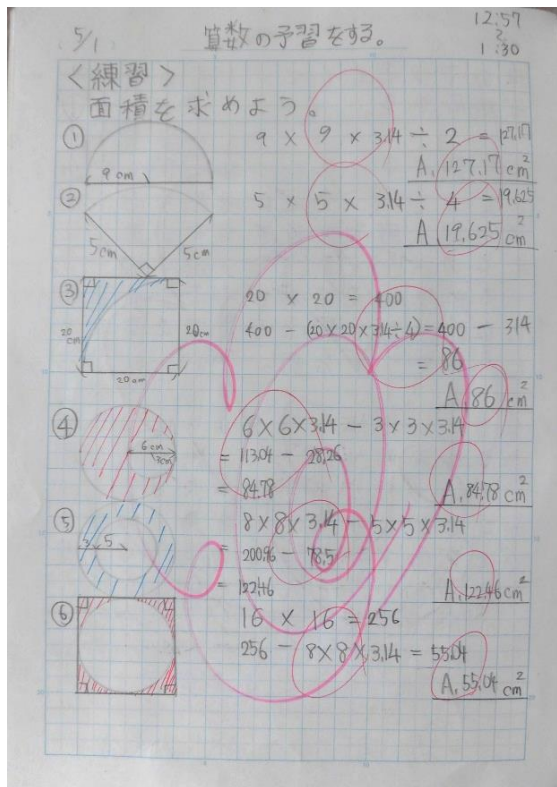 5/1 算数の予習をする。 12:57
~
1:30
<練習>
面積を求めよう。
① 9 × 9 × 3.14 ÷ 2 = 127.17
9cm
A. 127.17 cm²
② 5 × 5 × 3.14 ÷ 4 = 19.625
5cm 5cm
A 19.625 cm²
③ 20 × 20 = 400
20cm 20cm
400 - (20×20×3.14÷4) = 400 - 314
= 86
20cm
A. 86 cm²
④ 6×6×3.14 - 3×3×3.14
6cm
3cm
= 113.04 - 28.26
= 84.78
A. 84.78 cm²
⑤ 8×8×3.14 - 5×5×3.14
3 5
= 200.96 - 78.5
= 122.46
A. 122.46 cm²
⑥ 16 × 16 = 256
256 - 8×8×3.14 = 55.04
A. 55.04 cm²